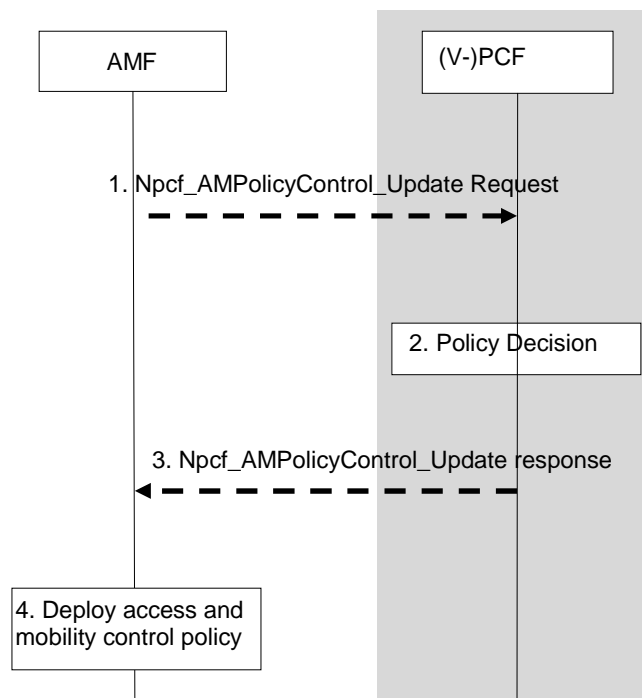 AMF
(V-)PCF
1. Npcf_AMPolicyControl_Update Request
2. Policy Decision
3. Npcf_AMPolicyControl_Update response
4. Deploy access and
mobility control policy